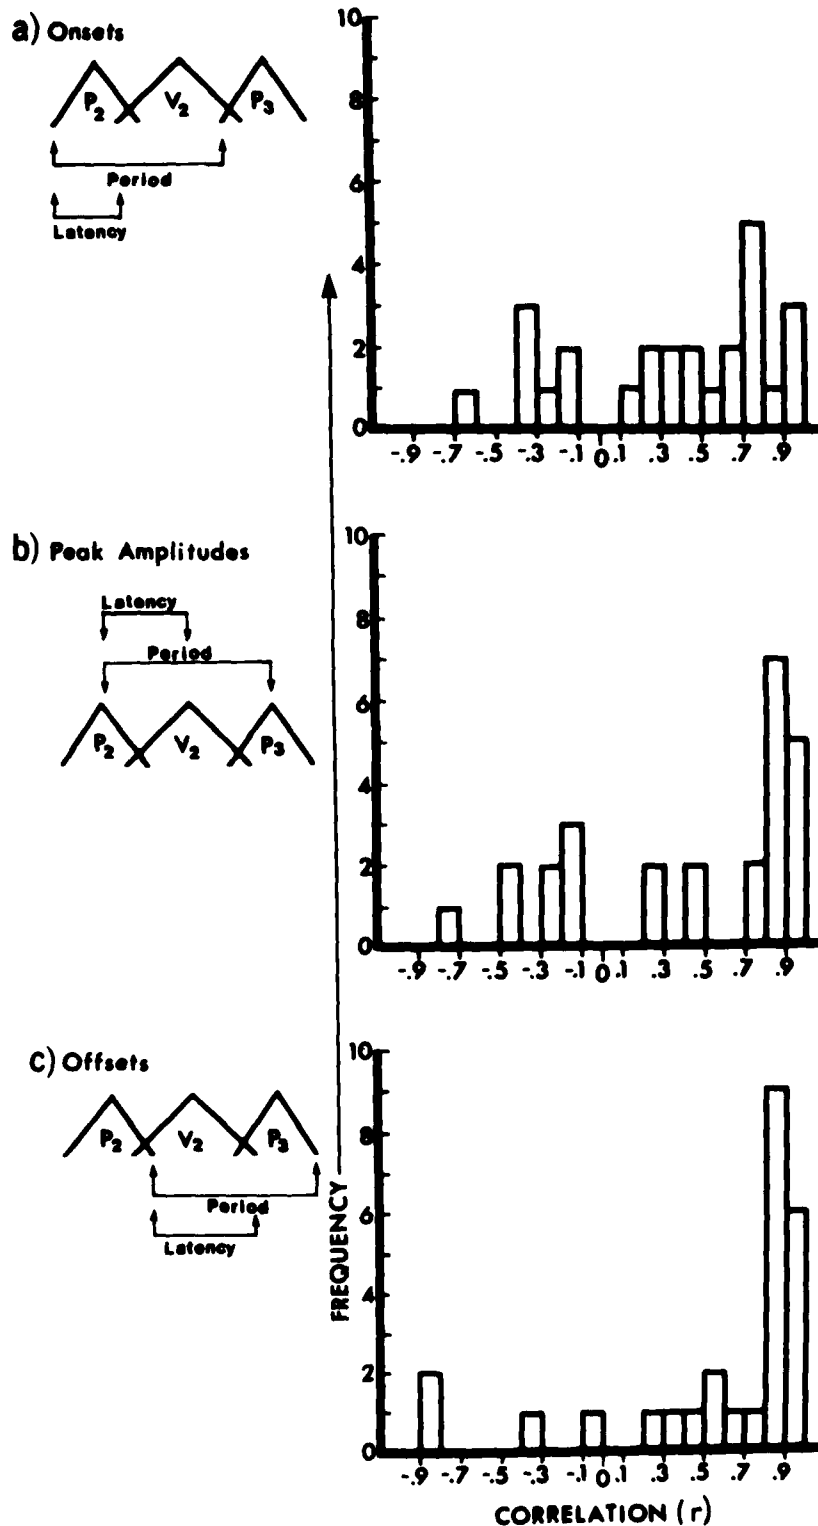 a) Onsets
P2 V2 P3
Period
Latency
10
8
6
4
2
0
-.9 -.7 -.5 -.3 -.1 0 .1 .3 .5 .7 .9
b) Peak Amplitudes
Latency
Period
P2 V2 P3
10
8
6
4
2
0
-.9 -.7 -.5 -.3 -.1 0 .1 .3 .5 .7 .9
c) Offsets
P2 V2 P3
Period
Latency
FREQUENCY
10
8
6
4
2
0
-.9 -.7 -.5 -.3 -.1 0 .1 .3 .5 .7 .9
CORRELATION (r)